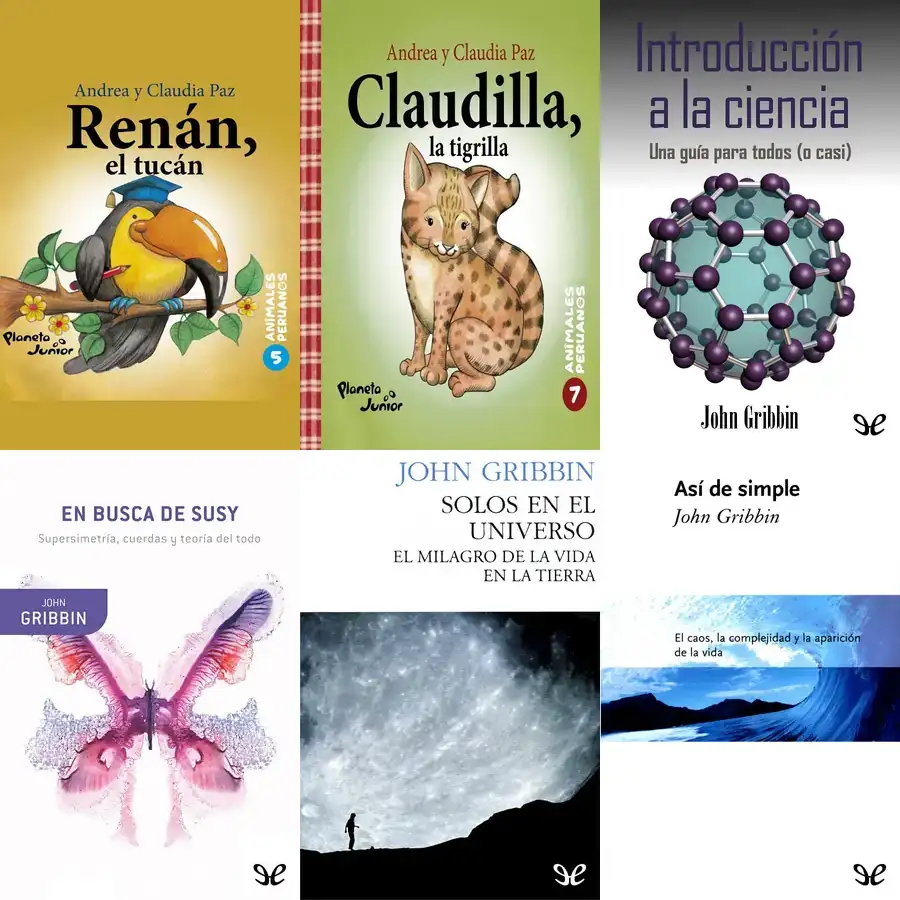 Andrea y Claudia Paz
Renán,
el tucán
ANIMALES
PERUANOS
5
Planeta
Junior
Andrea y Claudia Paz
Claudilla,
la tigrilla
ANIMALES
PERUANOS
7
Planeta
Junior
Introducción
a la ciencia
Una guía para todos (o casi)
John Gribbin
EN BUSCA DE SUSY
Supersimetría, cuerdas y teoría del todo
JOHN
GRIBBIN
JOHN GRIBBIN
SOLOS EN EL
UNIVERSO
EL MILAGRO DE LA VIDA
EN LA TIERRA
Así de simple
John Gribbin
El caos, la complejidad y la aparición
de la vida